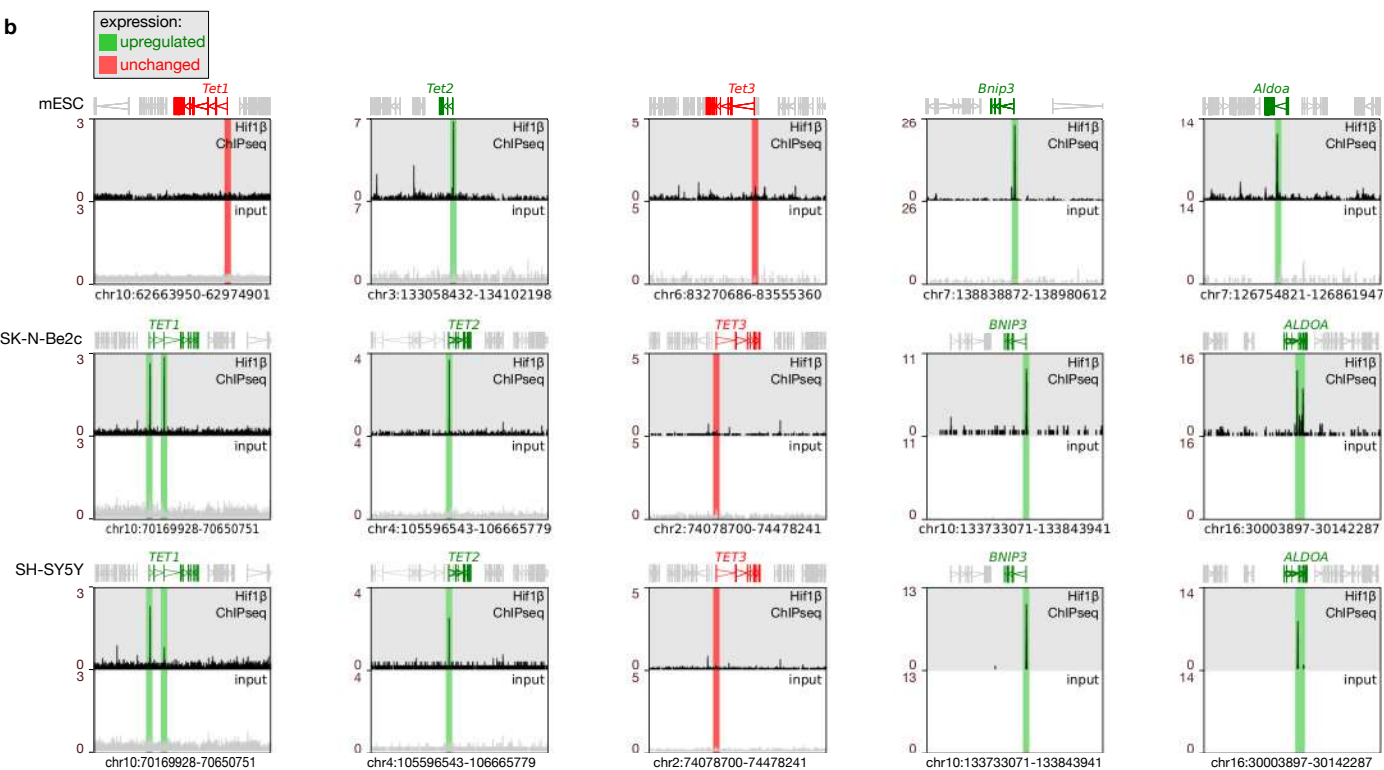 b
expression:
upregulated
unchanged
Tet1 Tet2 Tet3 Bnip3 Aldoa
mESC
3 7 5 26 14
Hif1β Hif1β Hif1β Hif1β Hif1β
ChIPseq ChIPseq ChIPseq ChIPseq ChIPseq
0 0 0 0 0
3 7 5 26 14
input input input input input
0 0 0 0 0
chr10:62663950-62974901 chr3:133058432-134102198 chr6:83270686-83555360 chr7:138838872-138980612 chr7:126754821-126861947
TET1 TET2 TET3 BNIP3 ALDOA
SK-N-Be2c
3 4 5 11 16
Hif1β Hif1β Hif1β Hif1β Hif1β
ChIPseq ChIPseq ChIPseq ChIPseq ChIPseq
0 0 0 0 0
3 4 5 11 16
input input input input input
0 0 0 0 0
chr10:70169928-70650751 chr4:105596543-106665779 chr2:74078700-74478241 chr10:133733071-133843941 chr16:30003897-30142287
TET1 TET2 TET3 BNIP3 ALDOA
SH-SY5Y
3 4 5 13 14
Hif1β Hif1β Hif1β Hif1β Hif1β
ChIPseq ChIPseq ChIPseq ChIPseq ChIPseq
0 0 0 0 0
3 4 5 13 14
input input input input input
0 0 0 0 0
chr10:70169928-70650751 chr4:105596543-106665779 chr2:74078700-74478241 chr10:133733071-133843941 chr16:30003897-30142287